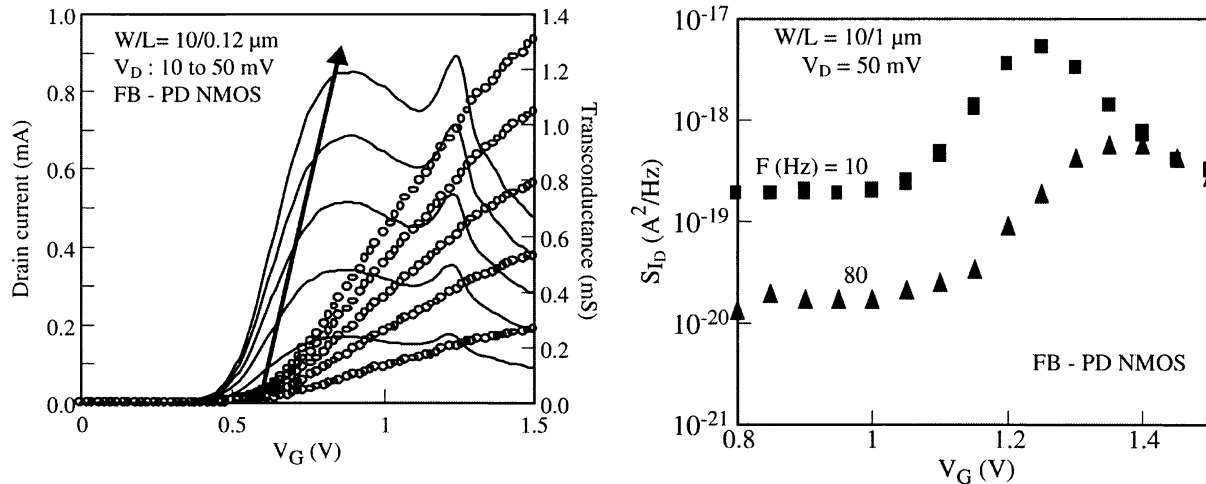 1.0
0.8
0.6
0.4
0.2
0.0
Drain current (mA)
W/L= 10/0.12 µm
V_D : 10 to 50 mV
FB - PD NMOS
1.4
1.2
1.0
0.8
0.6
0.4
0.2
0.0
Transconductance (mS)
0
0.5
1
1.5
V_G (V)
10^-17
10^-18
10^-19
10^-20
10^-21
S_I_D (A^2/Hz)
W/L = 10/1 µm
V_D = 50 mV
F (Hz) = 10
80
FB - PD NMOS
0.8
1
1.2
1.4
V_G (V)